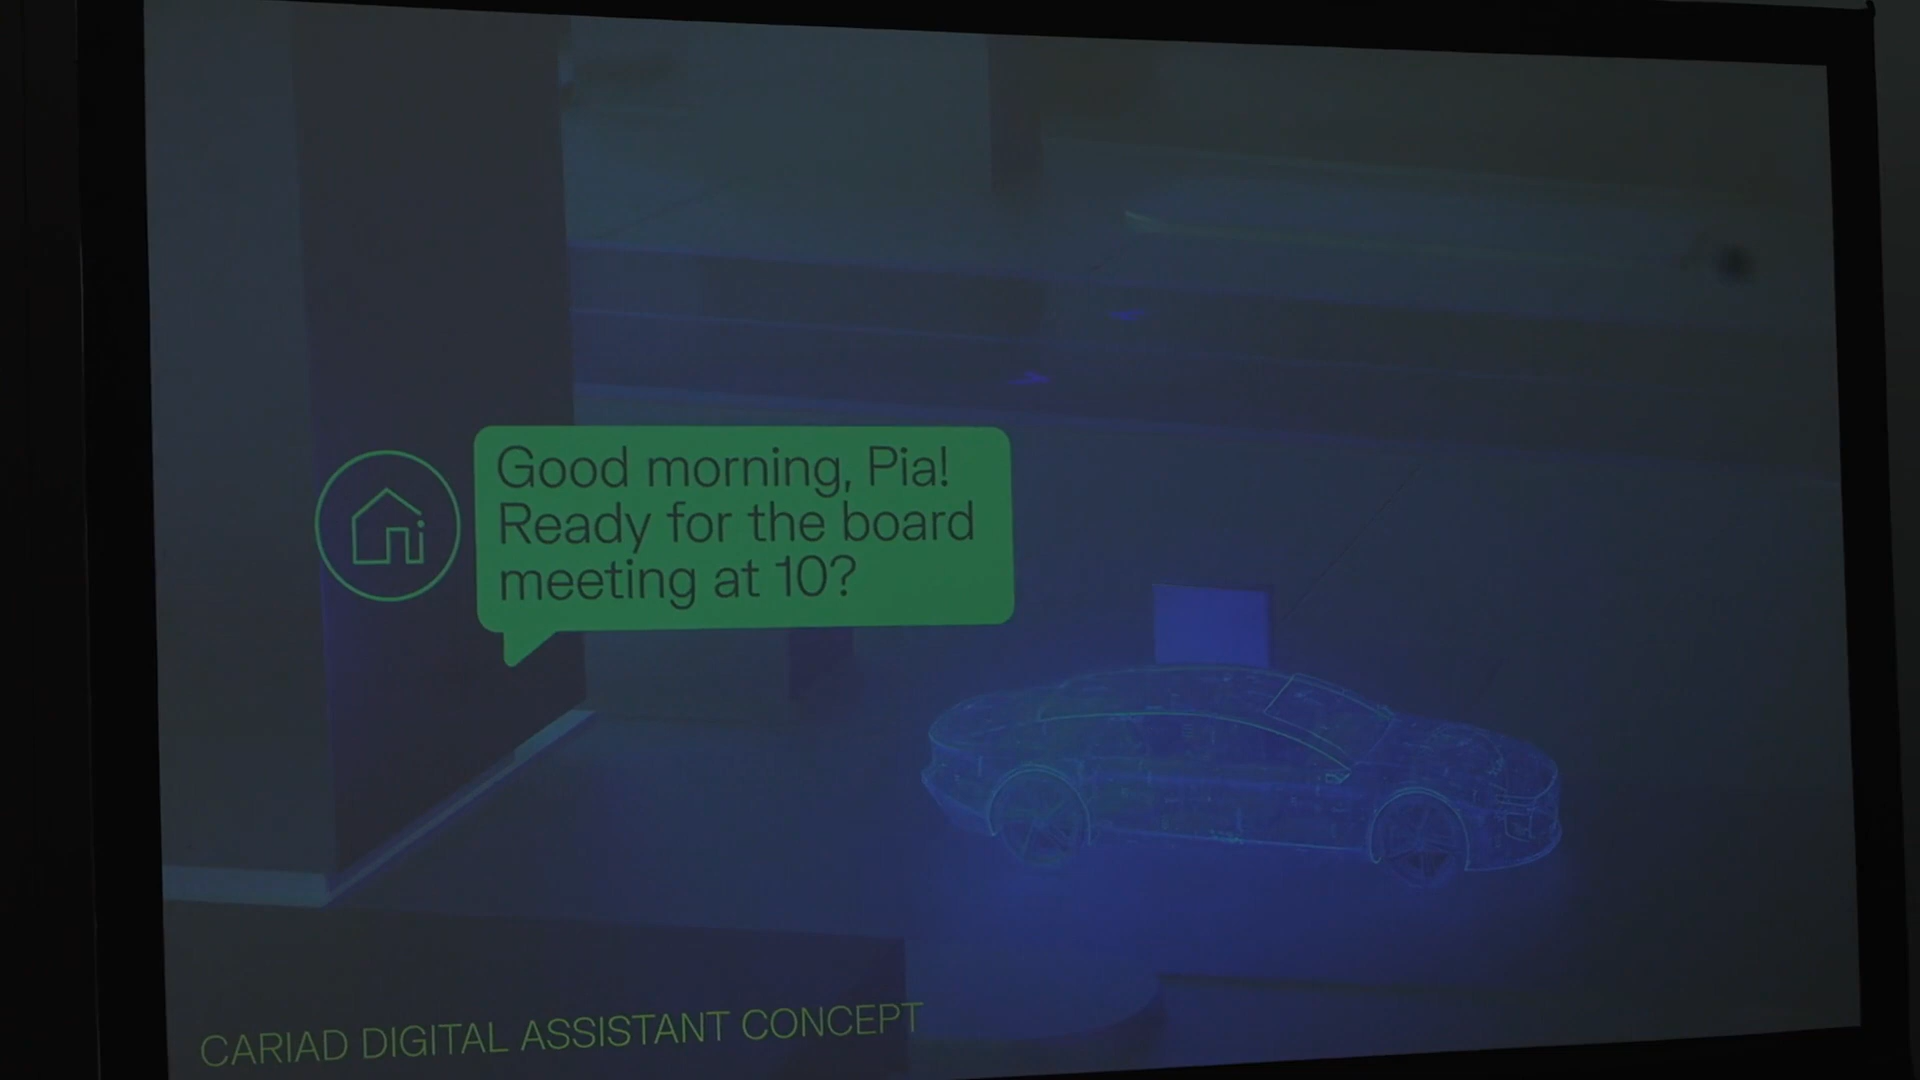 Good morning, Pia!
Ready for the board
meeting at 10?
CARIAD DIGITAL ASSISTANT CONCEPT